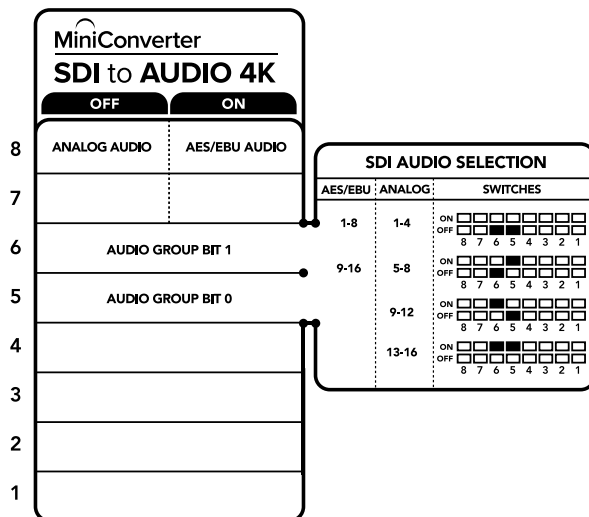 MiniConverter
SDI to AUDIO 4K
OFF ON
8 ANALOG AUDIO AES/EBU AUDIO
7
6 AUDIO GROUP BIT 1
5 AUDIO GROUP BIT 0
4
3
2
1
SDI AUDIO SELECTION
AES/EBU ANALOG SWITCHES
1-8 1-4 ON
OFF
8 7 6 5 4 3 2 1
9-16 5-8 ON
OFF
8 7 6 5 4 3 2 1
9-12 ON
OFF
8 7 6 5 4 3 2 1
13-16 ON
OFF
8 7 6 5 4 3 2 1